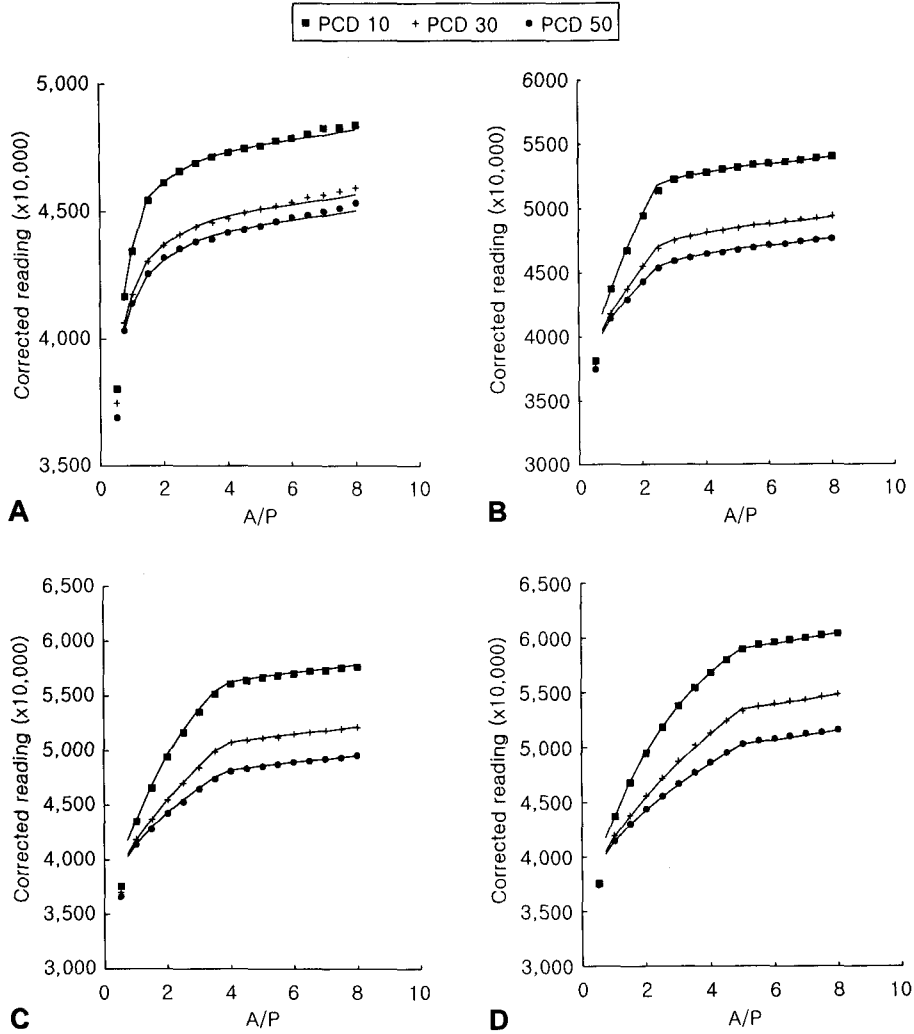 ■ PCD 10 + PCD 30 ● PCD 50
Corrected reading (x10,000)
5,000
4,500
4,000
3,500
0 2 4 6 8 10
A/P
A
Corrected reading (x10,000)
6000
5500
5000
4500
4000
3500
3000
0 2 4 6 8 10
A/P
B
Corrected reading (x10,000)
6,500
6,000
5,500
5,000
4,500
4,000
3,500
3,000
0 2 4 6 8 10
A/P
C
Corrected reading (x10,000)
6,500
6,000
5,500
5,000
4,500
4,000
3,500
3,000
0 2 4 6 8 10
A/P
D